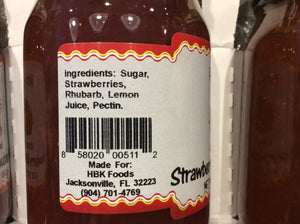 ingredients: Sugar,
Strawberries,
Rhubarb, Lemon
Juice, Pectin.
8 58020 00511 2
Made For:
HBK Foods
Jacksonville, FL 32223
(904) 701-4769